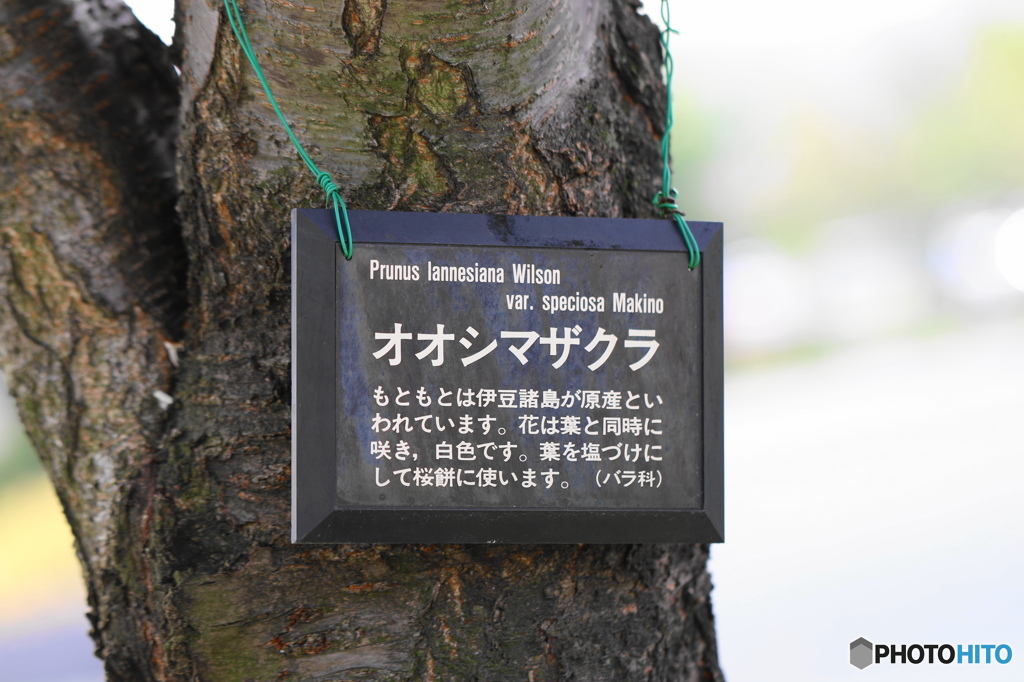 Prunus lannesiana Wilson
var. speciosa Makino
オオシマザクラ
もともとは伊豆諸島が原産とい
われています。花は葉と同時に
咲き，白色です。葉を塩づけに
して桜餅に使います。（バラ科）
PHOTOHITO